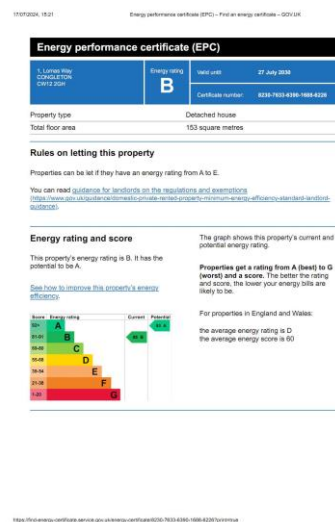 17/07/2024, 15:21 Energy performance certificate (EPC) – Find an energy certificate – GOV.UK
Energy performance certificate (EPC)
1, Lomas Way
CONGLETON
CW12 2GH
Energy rating
B
Valid until 27 July 2030
Certificate number:
Property type Detached house
Total floor area 153 square metres
Rules on letting this property
Properties can be let if they have an energy rating from A to E.
You can read guidance for landlords on the regulations and exemptions
(https://www.gov.uk/guidance/domestic-private-rented-property-minimum-energy-efficiency-standard-landlord-
guidance).
Energy rating and score
This property's energy rating is B. It has the
potential to be A.
See how to improve this property's energy
efficiency.
Score Energy rating Current Potential
92+ A
81-91 B
69-80 C
55-68 D
39-54 E
21-38 F
1-20 G
The graph shows this property's current and
potential energy rating.
Properties get a rating from A (best) to G
(worst) and a score. The better the rating
and score, the lower your energy bills are
likely to be.
For properties in England and Wales:
the average energy rating is D
the average energy score is 60